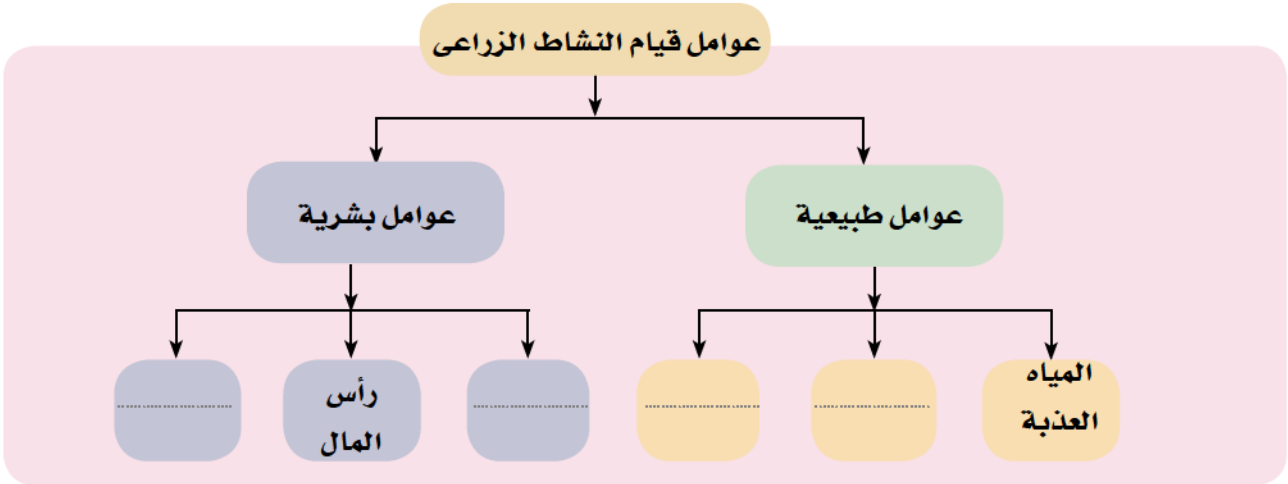 عوامل قيام النشاط الزراعى
عوامل طبيعية
عوامل بشرية
المياه
العذبة
رأس
المال